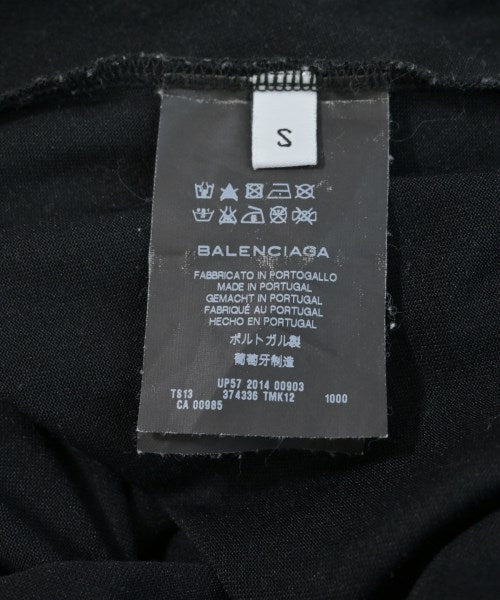 S
BALENCIAGA
FABBRICATO IN PORTOGALLO
MADE IN PORTUGAL
GEMACHT IN PORTUGAL
FABRIQUÉ AU PORTUGAL
HECHO EN PORTUGAL
ポルトガル製
葡萄牙制造
UP57 2014 00903
TS13 374336 TMK12 1000
CA 00985